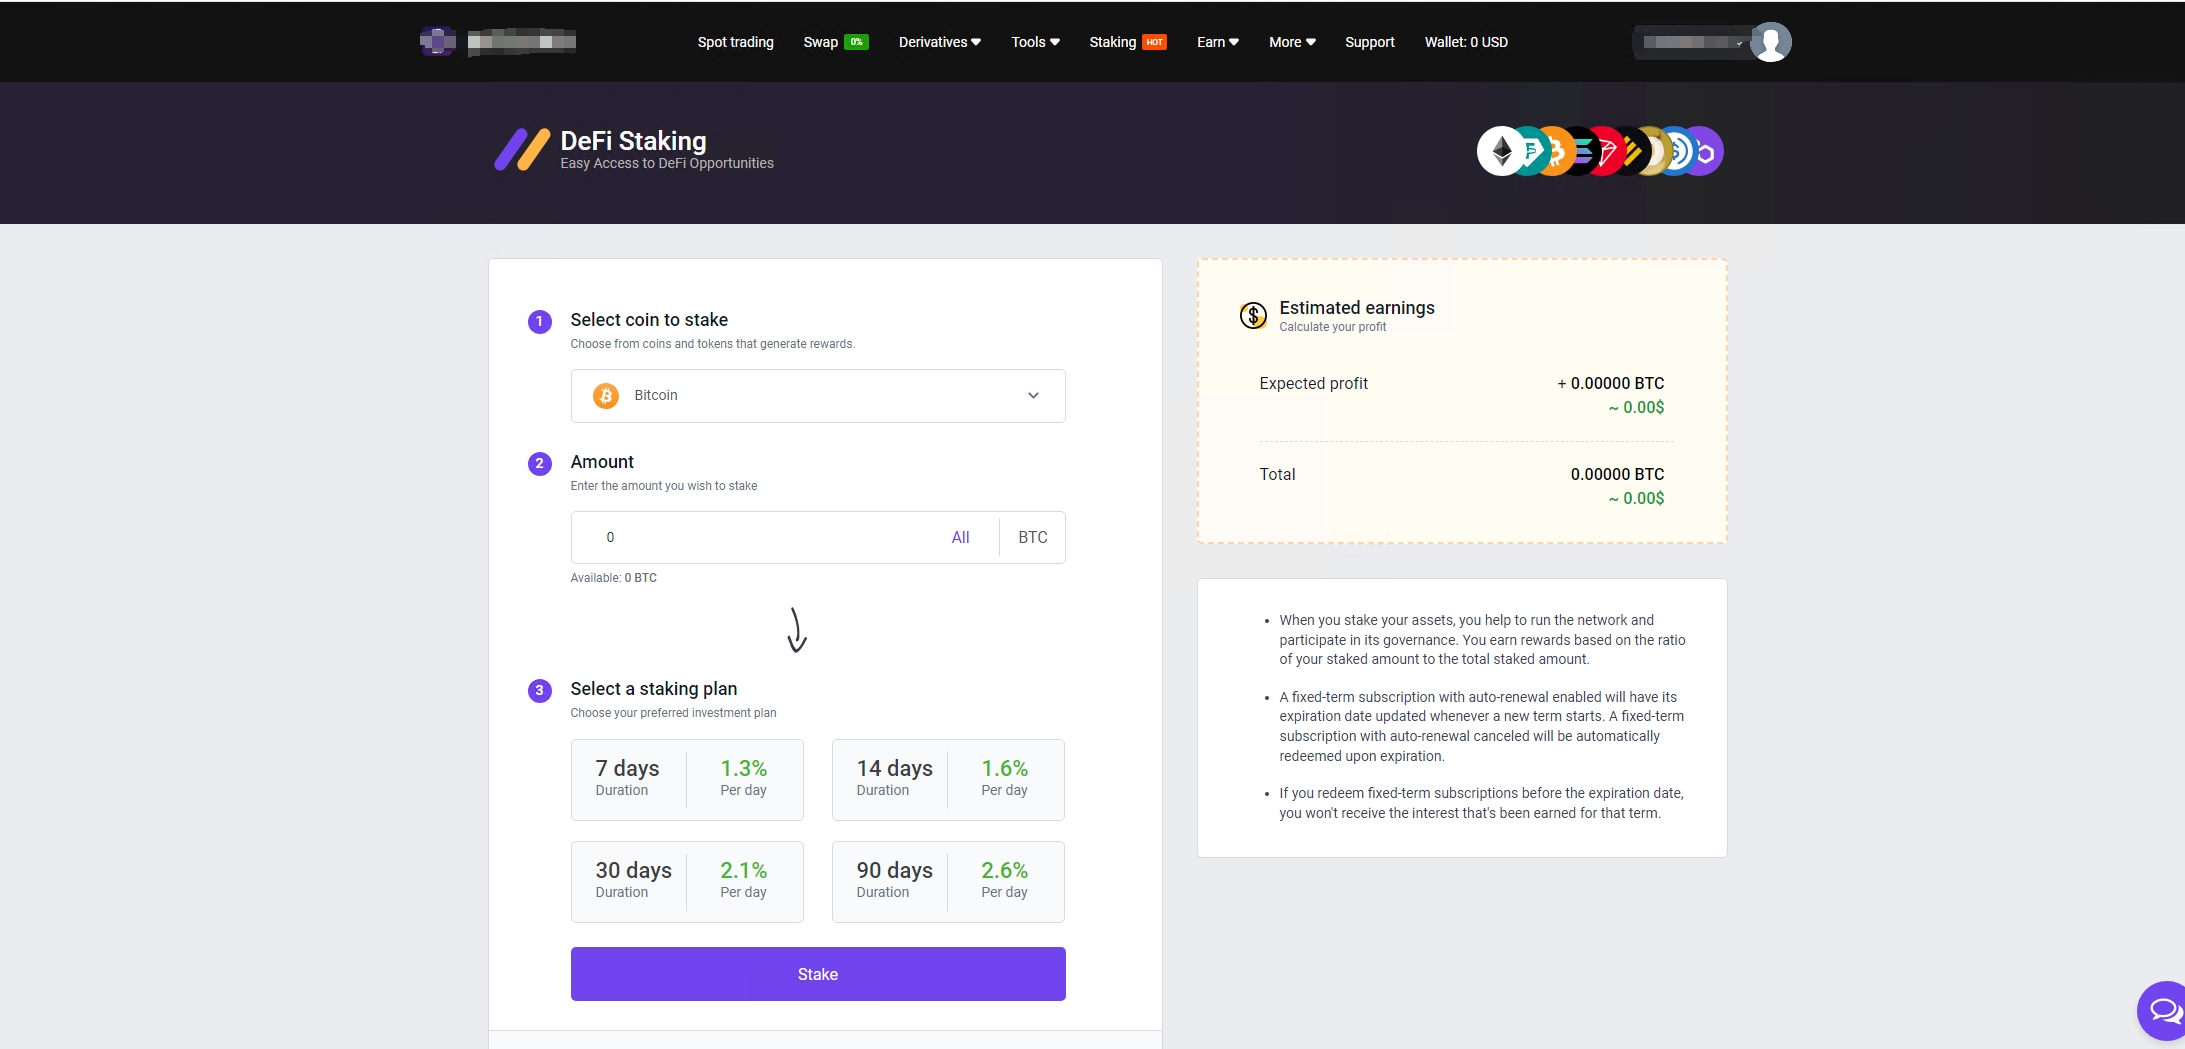 Spot trading Swap 0% Derivatives Tools Staking HOT Earn More Support Wallet: 0 USD
DeFi Staking
Easy Access to DeFi Opportunities
1 Select coin to stake
Choose from coins and tokens that generate rewards.
Bitcoin
2 Amount
Enter the amount you wish to stake
0 All BTC
Available: 0 BTC
3 Select a staking plan
Choose your preferred investment plan
7 days 1.3%
Duration Per day
14 days 1.6%
Duration Per day
30 days 2.1%
Duration Per day
90 days 2.6%
Duration Per day
Stake
Estimated earnings
Calculate your profit
Expected profit + 0.00000 BTC
~ 0.00$
Total 0.00000 BTC
~ 0.00$
• When you stake your assets, you help to run the network and
participate in its governance. You earn rewards based on the ratio
of your staked amount to the total staked amount.
• A fixed-term subscription with auto-renewal enabled will have its
expiration date updated whenever a new term starts. A fixed-term
subscription with auto-renewal canceled will be automatically
redeemed upon expiration.
• If you redeem fixed-term subscriptions before the expiration date,
you won't receive the interest that's been earned for that term.